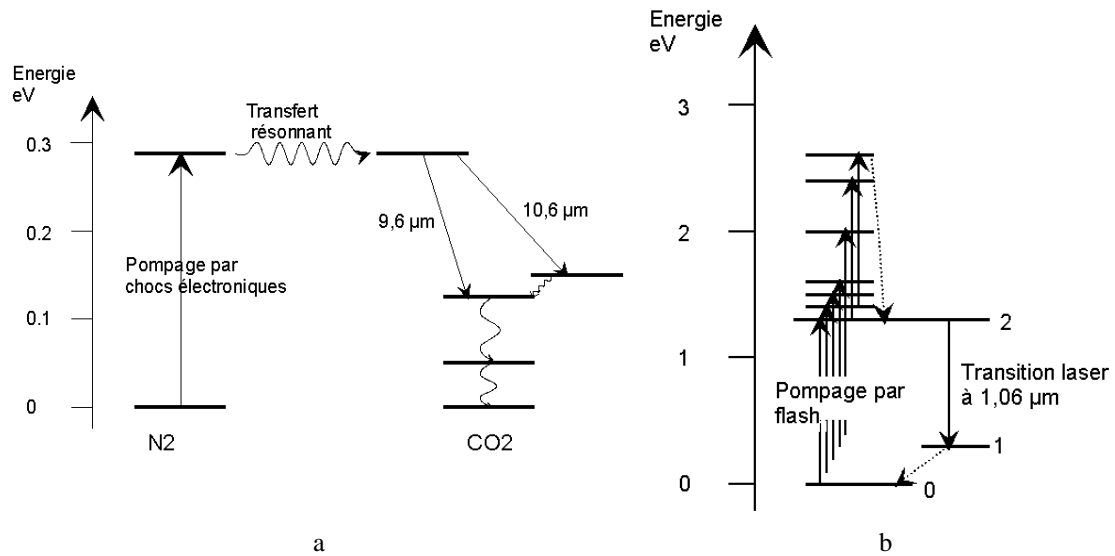 Energie
eV
0.3
0.2
0.1
0
Transfert
résonnant
9,6 µm
10,6 µm
Pompage par
chocs électroniques
N2
CO2
a
Energie
eV
3
2
1
0
2
Transition laser
à 1,06 µm
Pompage par
flash
1
0
b